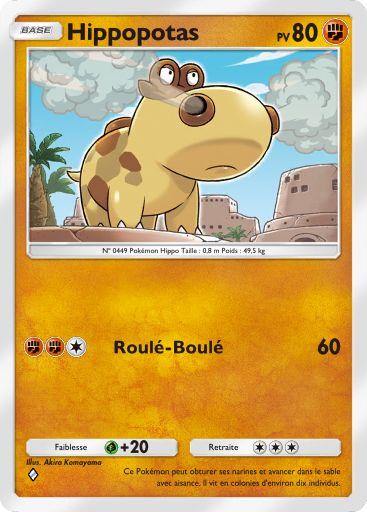 BASE Hippopotas PV 80
N° 0449 Pokémon Hippo Taille : 0,8 m Poids : 49,5 kg
Roulé-Boulé 60
Faiblesse +20 Retraite
Illus. Akira Komayama
Ce Pokémon peut obturer ses narines et avancer dans le sable
avec aisance. Il vit en colonies d'environ dix individus.